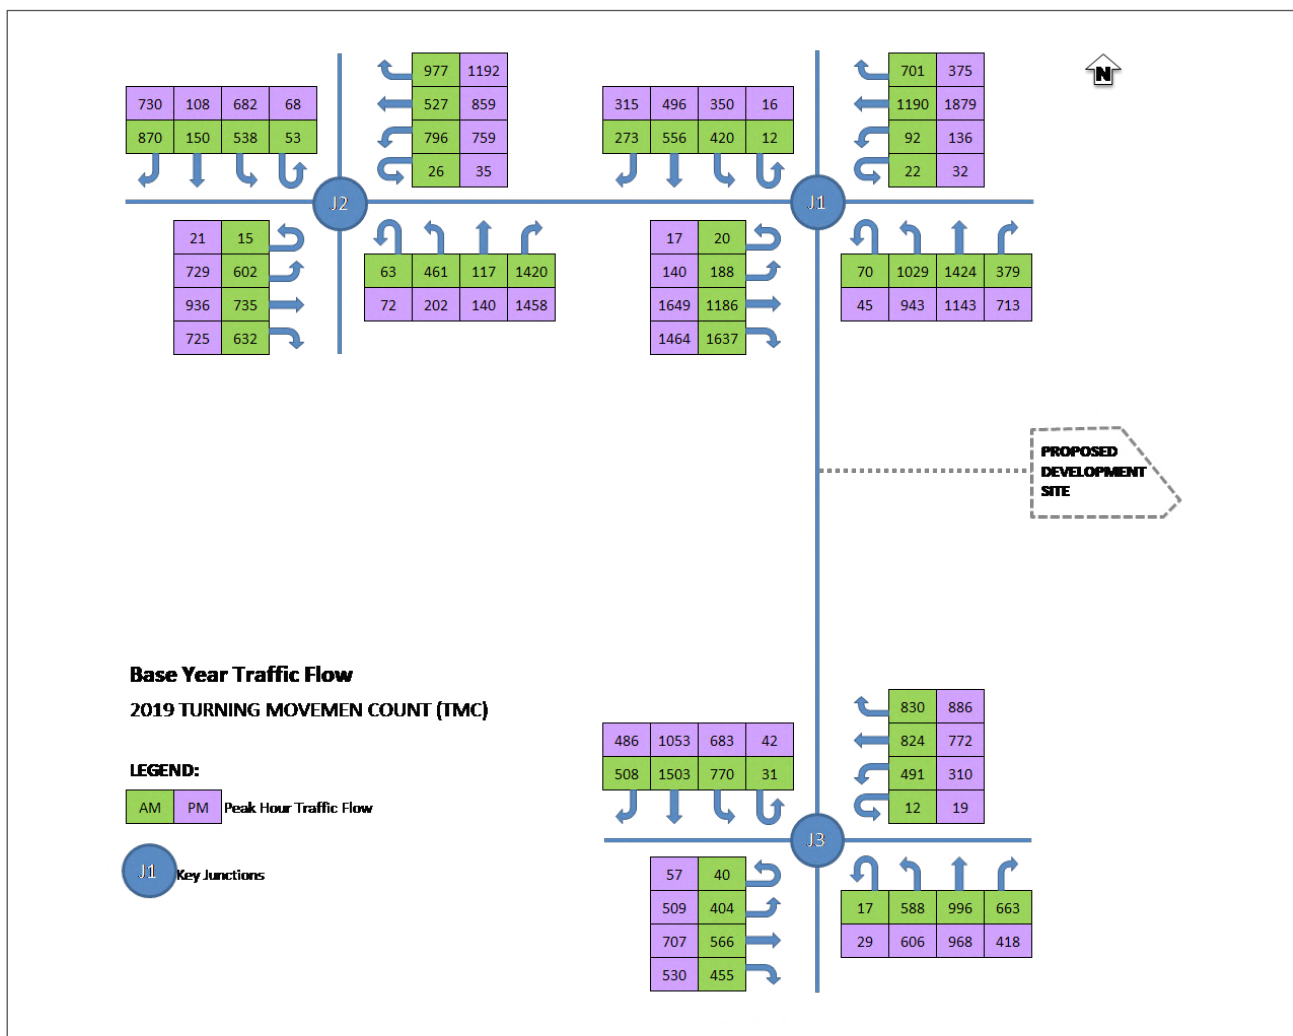 N
977 1192
527 859
796 759
26 35
730 108 682 68
870 150 538 53
J2
21 15
729 602
936 735
725 632
63 461 117 1420
72 202 140 1458
701 375
1190 1879
92 136
22 32
315 496 350 16
273 556 420 12
J1
17 20
140 188
1649 1186
1464 1637
70 1029 1424 379
45 943 1143 713
PROPOSED
DEVELOPMENT
SITE
Base Year Traffic Flow
2019 TURNING MOVEMEN COUNT (TMC)
LEGEND:
AM PM Peak Hour Traffic Flow
J1 Key Junctions
830 886
824 772
491 310
12 19
486 1053 683 42
508 1503 770 31
J3
57 40
509 404
707 566
530 455
17 588 996 663
29 606 968 418